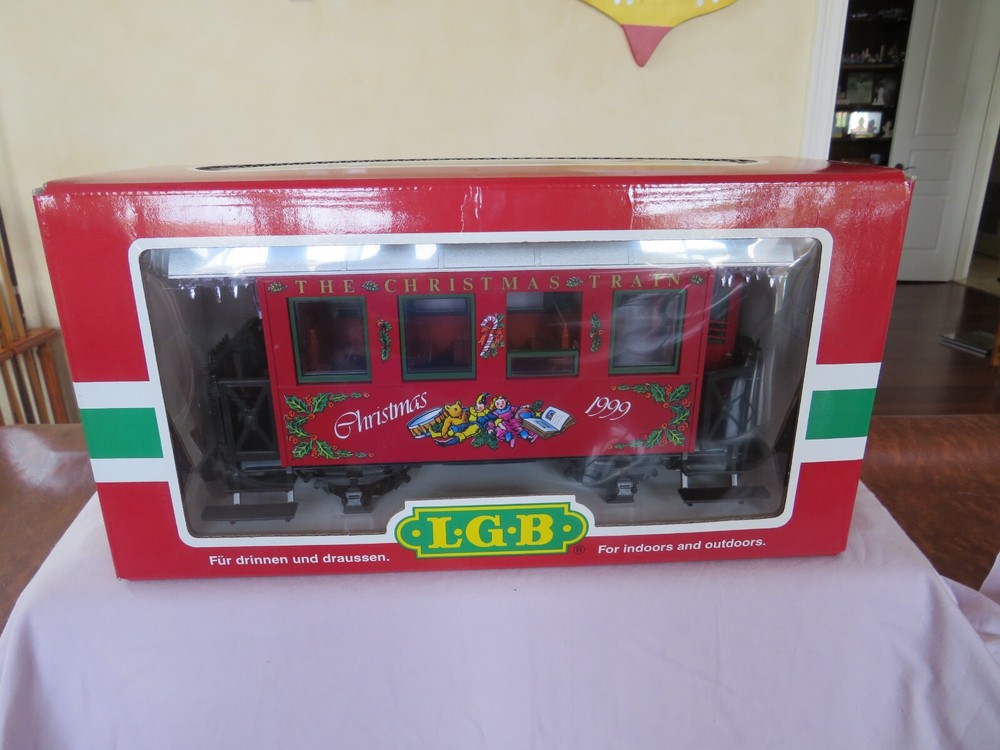 THE CHRISTMAS TRAIN
Christmas
1999
L·G·B
®
Für drinnen und draussen.
For indoors and outdoors.